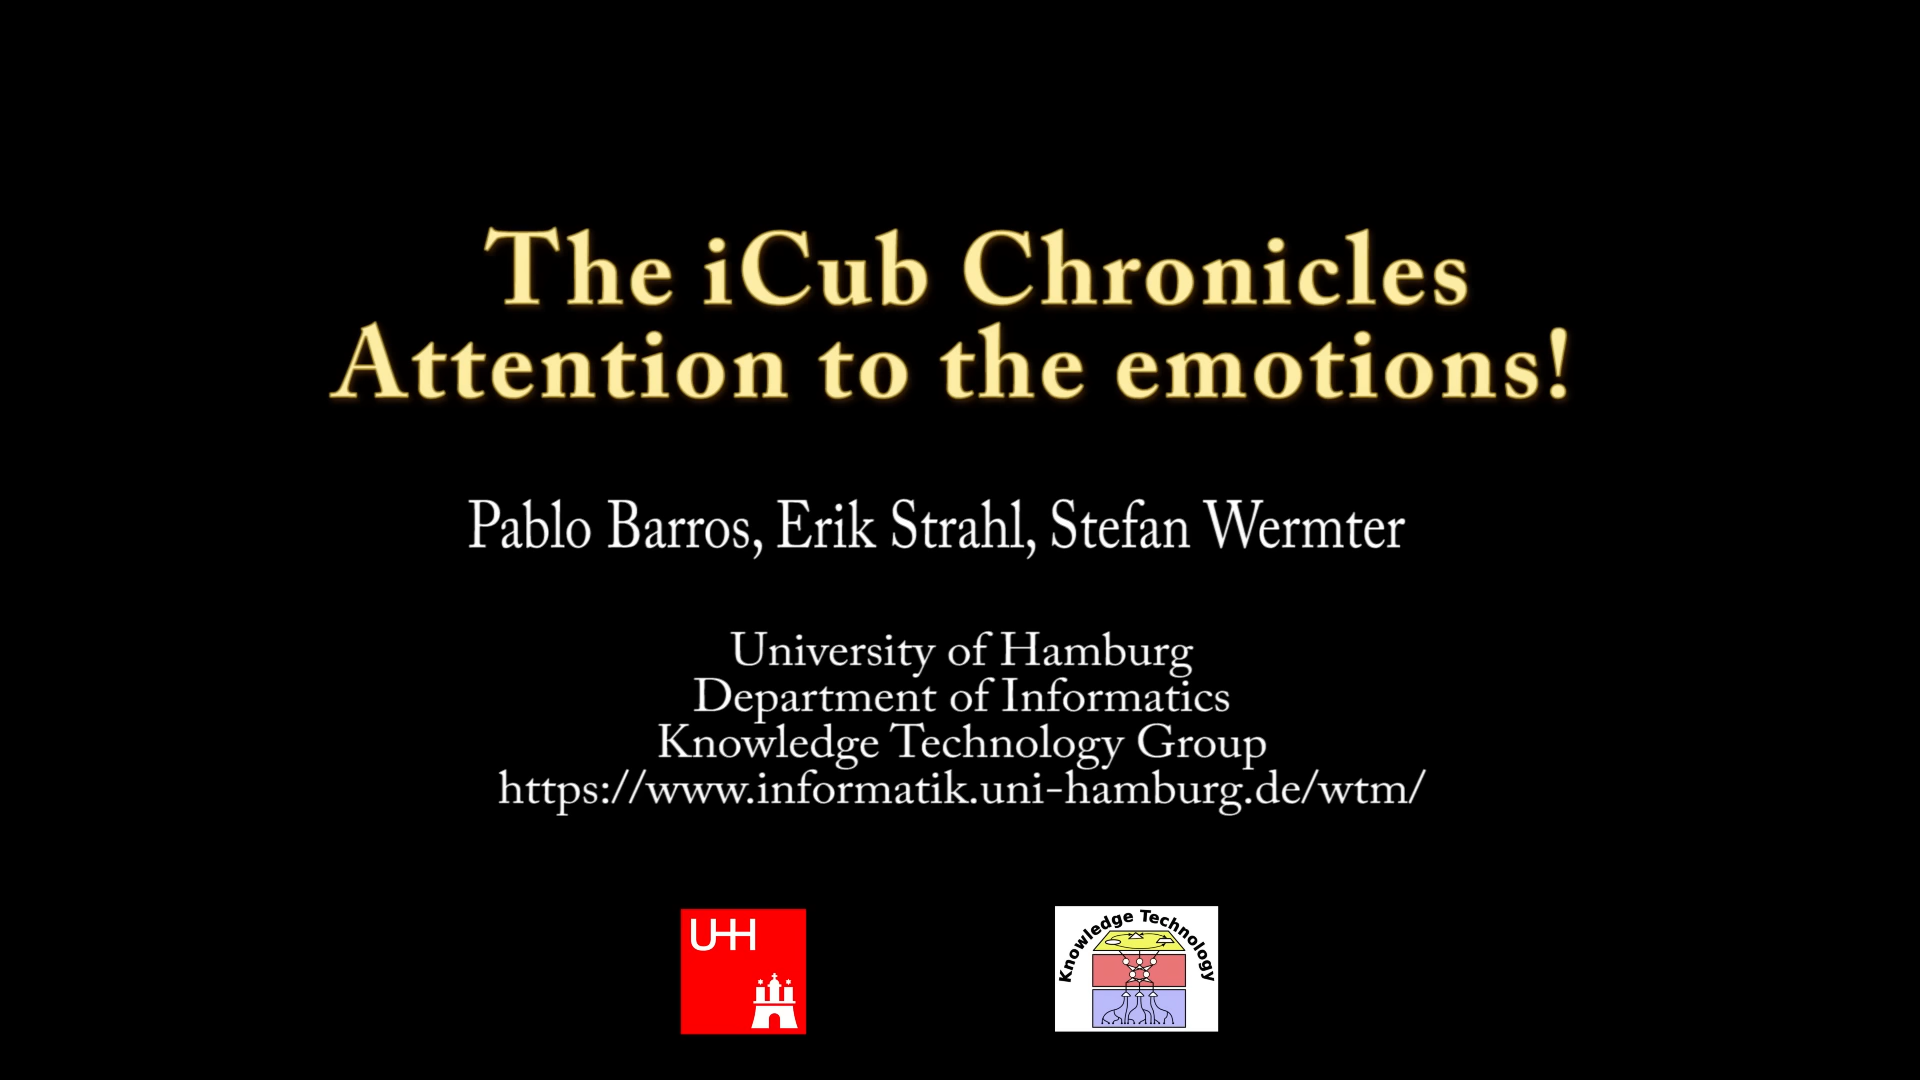 The iCub Chronicles
Attention to the emotions!
Pablo Barros, Erik Strahl, Stefan Wermter
University of Hamburg
Department of Informatics
Knowledge Technology Group
https://www.informatik.uni-hamburg.de/wtm/
UHH
Knowledge Technology